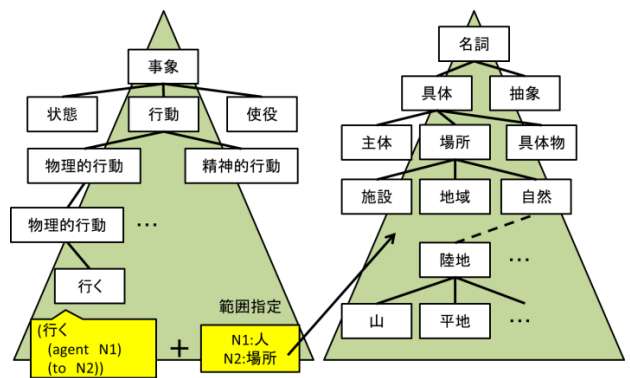 事象
状態
行動
使役
物理的行動
精神的行動
物理的行動
…
行く
(行く
(agent N1)
(to N2))
+
範囲指定
N1:人
N2:場所
名詞
具体
抽象
主体
場所
具体物
施設
地域
自然
陸地
…
山
平地
…